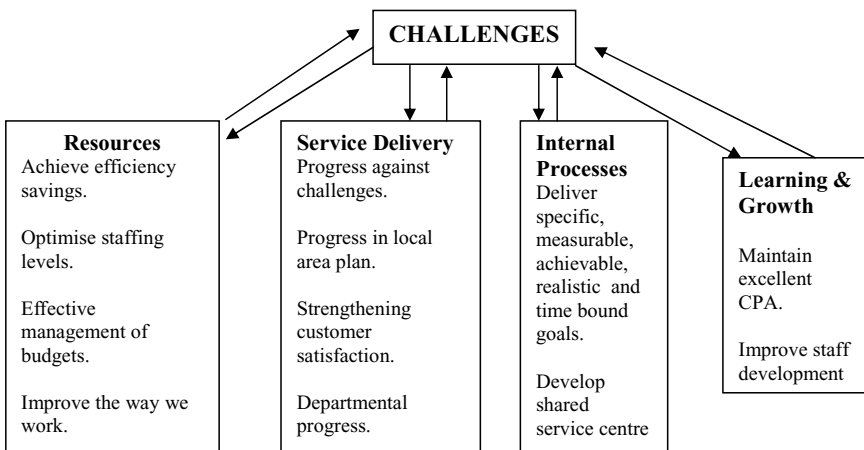 CHALLENGES
Resources
Achieve efficiency
savings.
Optimise staffing
levels.
Effective
management of
budgets.
Improve the way we
work.
Service Delivery
Progress against
challenges.
Progress in local
area plan.
Strengthening
customer
satisfaction.
Departmental
progress.
Internal
Processes
Deliver
specific,
measurable,
achievable,
realistic and
time bound
goals.
Develop
shared
service centre
Learning &
Growth
Maintain
excellent
CPA.
Improve staff
development